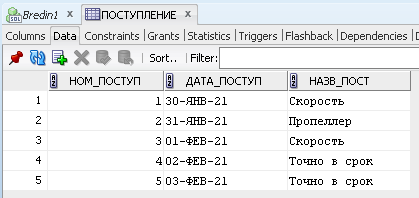 Bredin1 ПОСТУПЛЕНИЕ
Columns Data Constraints Grants Statistics Triggers Flashback Dependencies
Sort.. Filter:
НОМ_ПОСТУП ДАТА_ПОСТУП НАЗВ_ПОСТ
1 1 30-ЯНВ-21 Скорость
2 2 31-ЯНВ-21 Пропеллер
3 3 01-ФЕВ-21 Скорость
4 4 02-ФЕВ-21 Точно в срок
5 5 03-ФЕВ-21 Точно в срок